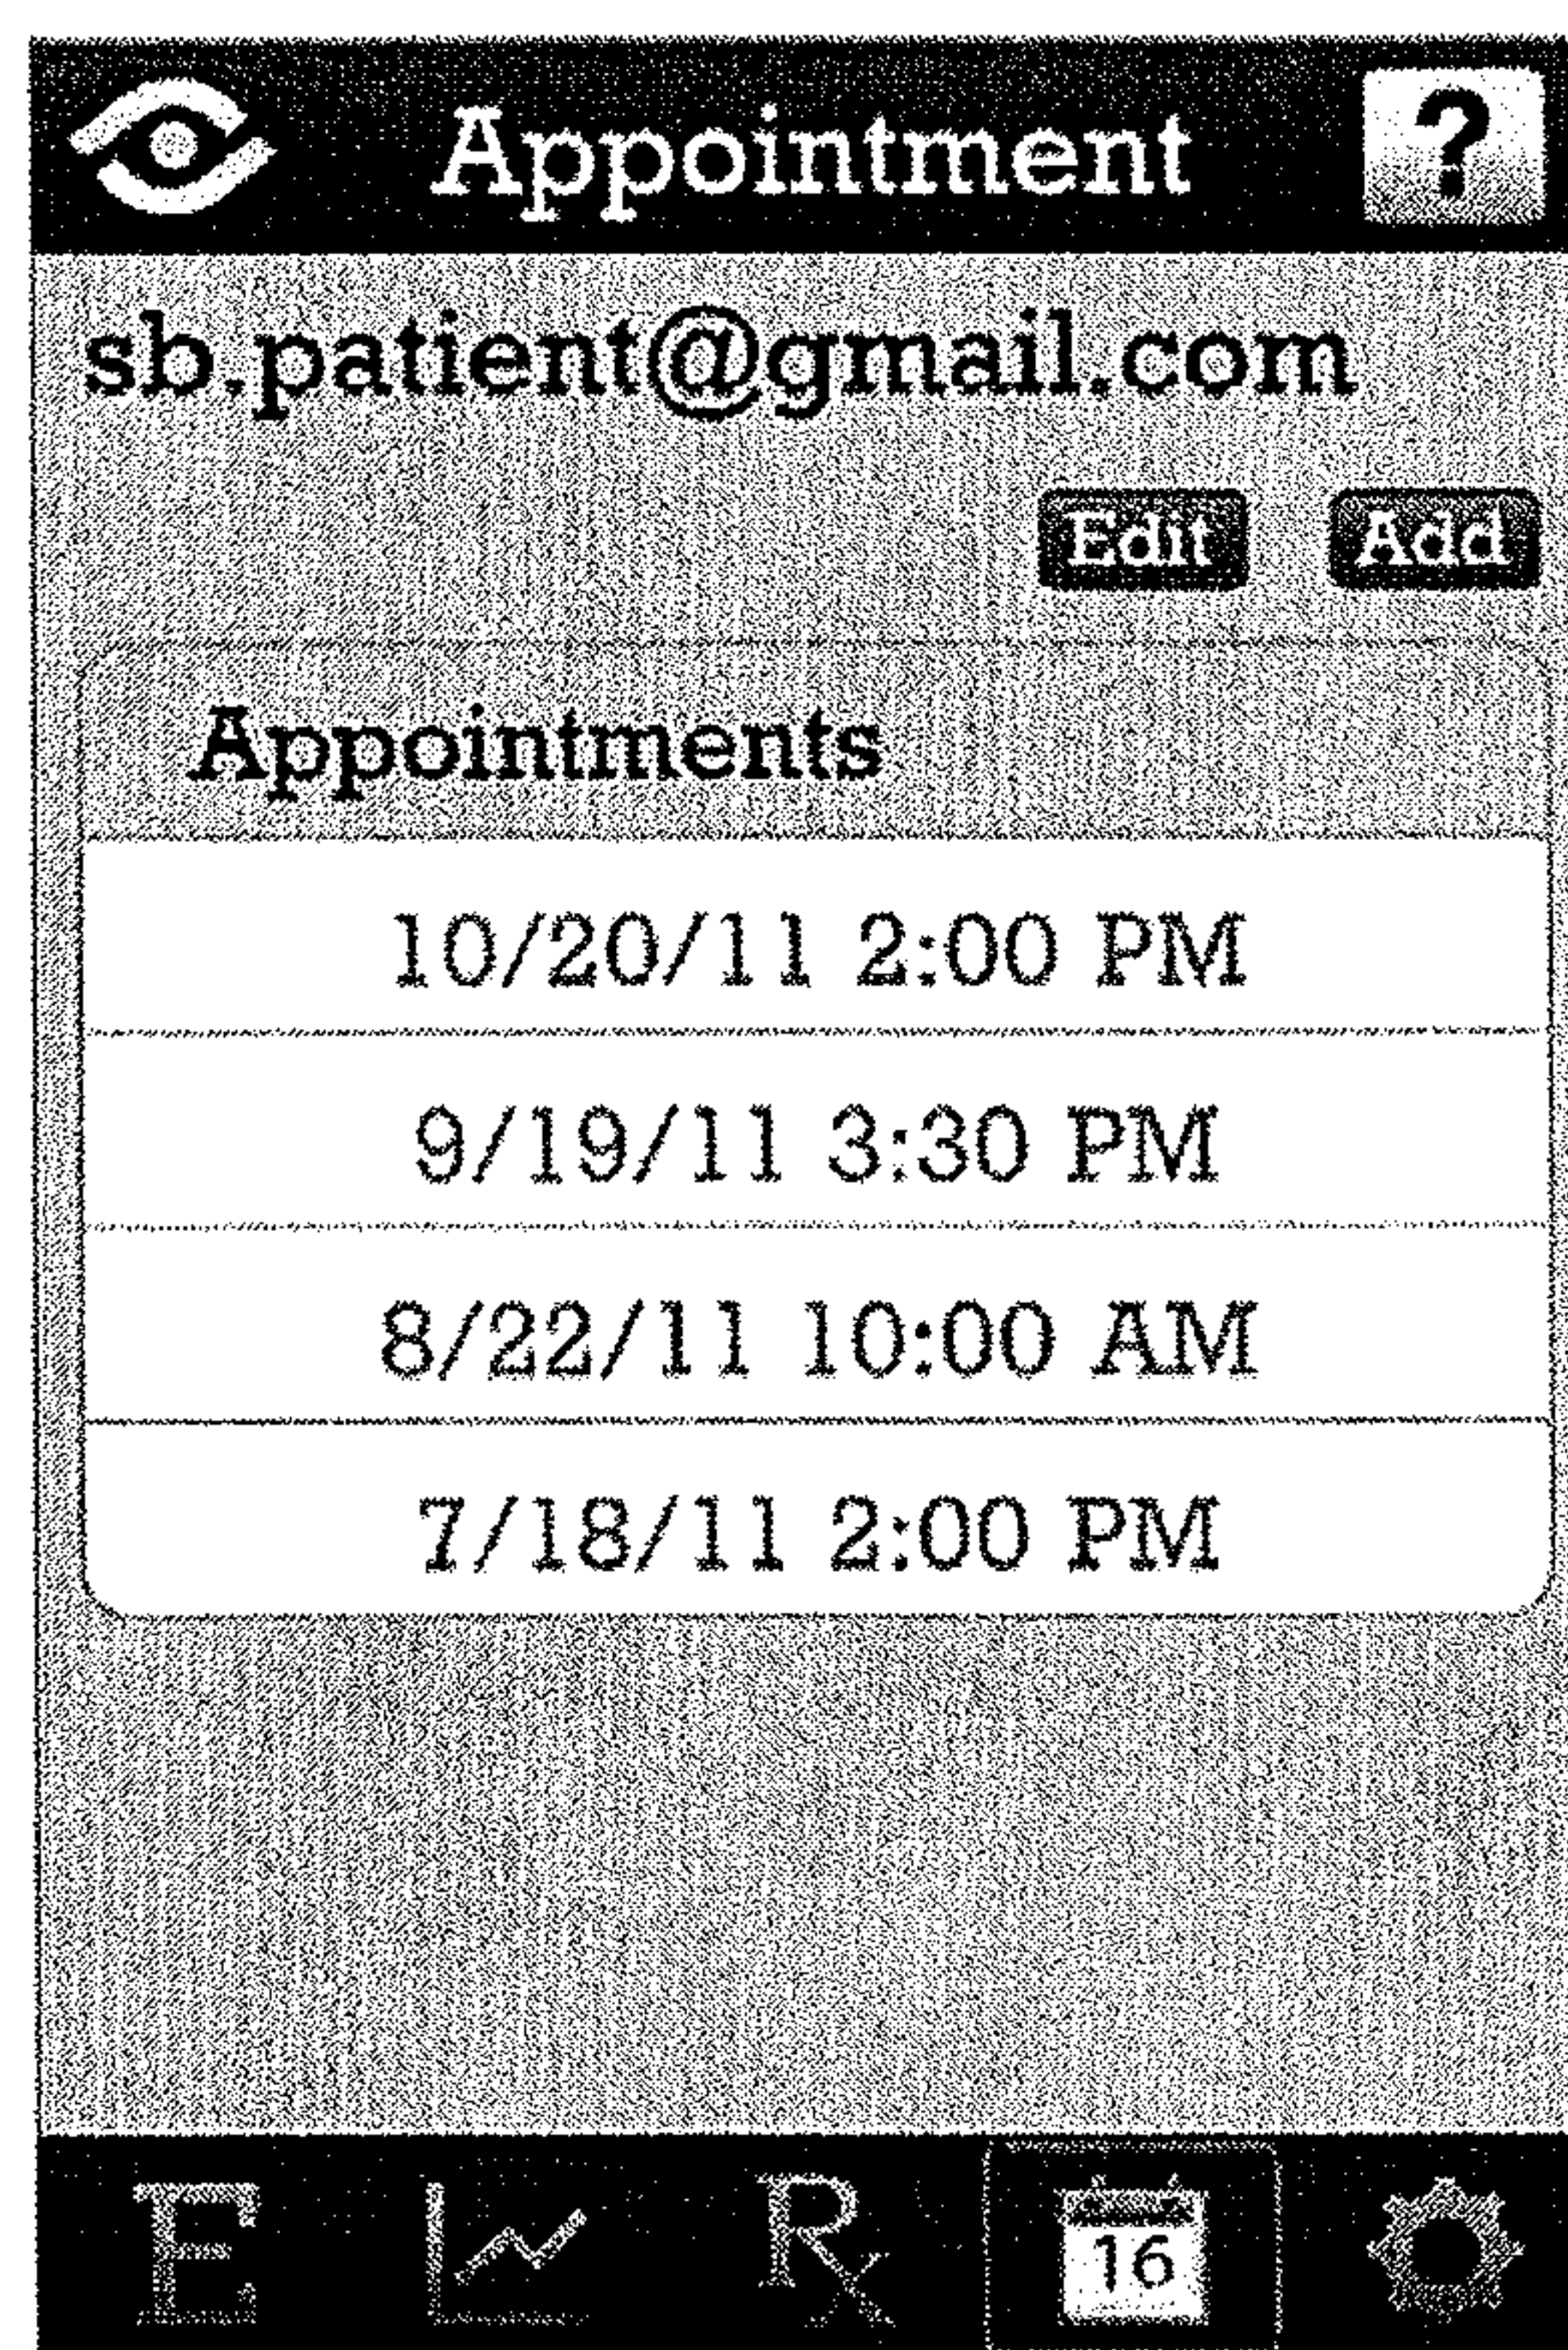 Appointment ?
sb.patient@gmail.com
Edit Add
Appointments
10/20/11 2:00 PM
9/19/11 3:30 PM
8/22/11 10:00 AM
7/18/11 2:00 PM
E Rx 16